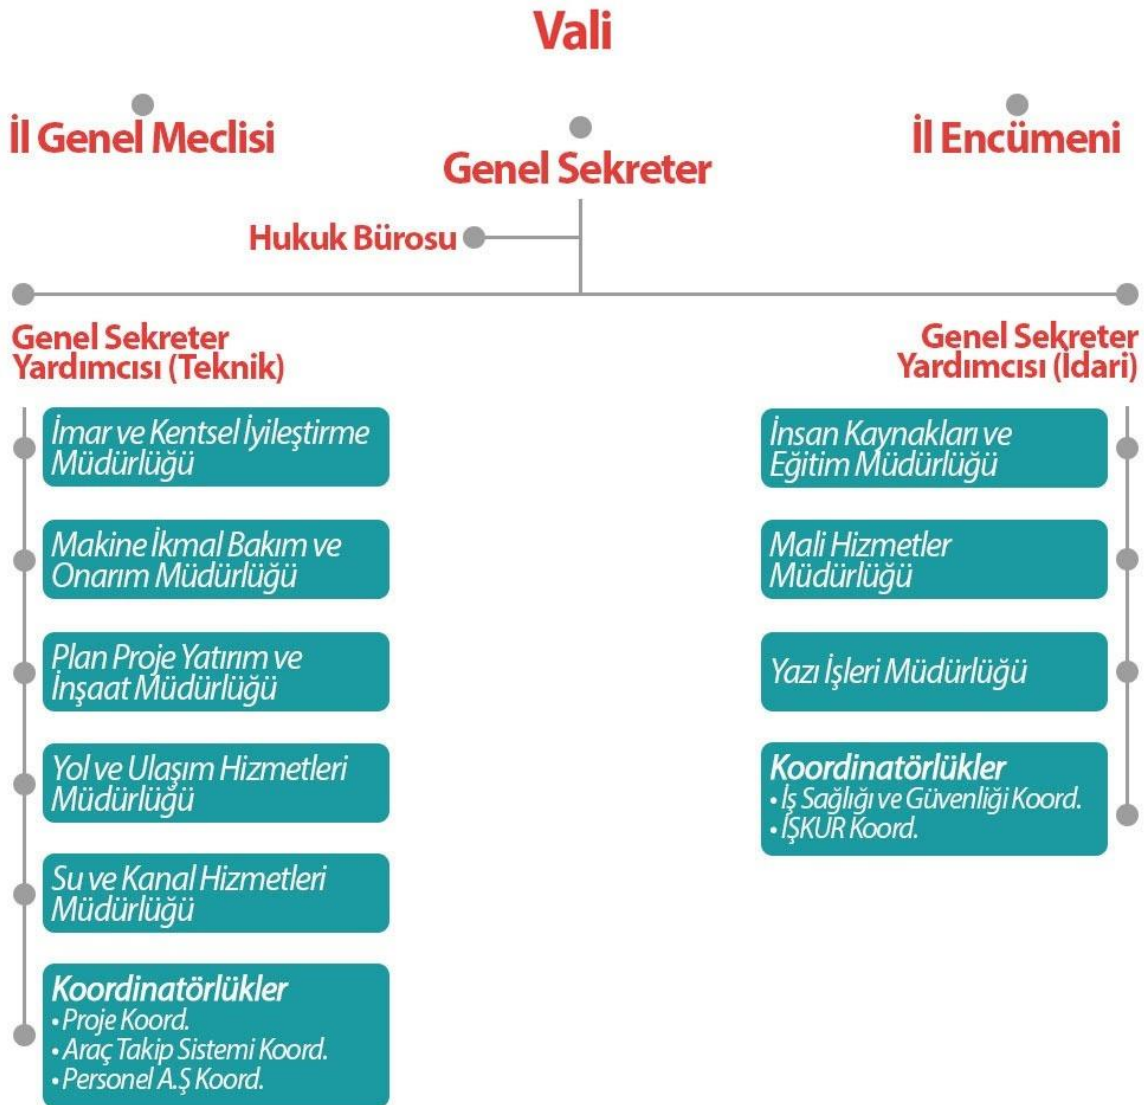 Vali
İl Genel Meclisi
İl Encümeni
Genel Sekreter
Hukuk Bürosu
Genel Sekreter
Yardımcısı (Teknik)
İmar ve Kentsel İyileştirme
Müdürlüğü
Makine İkmal Bakım ve
Onarım Müdürlüğü
Plan Proje Yatırım ve
İnşaat Müdürlüğü
Yol ve Ulaşım Hizmetleri
Müdürlüğü
Su ve Kanal Hizmetleri
Müdürlüğü
Koordinatörlükler
• Proje Koord.
• Araç Takip Sistemi Koord.
• Personel A.Ş Koord.
Genel Sekreter
Yardımcısı (İdari)
İnsan Kaynakları ve
Eğitim Müdürlüğü
Mali Hizmetler
Müdürlüğü
Yazı İşleri Müdürlüğü
Koordinatörlükler
• İş Sağlığı ve Güvenliği Koord.
• İŞKUR Koord.